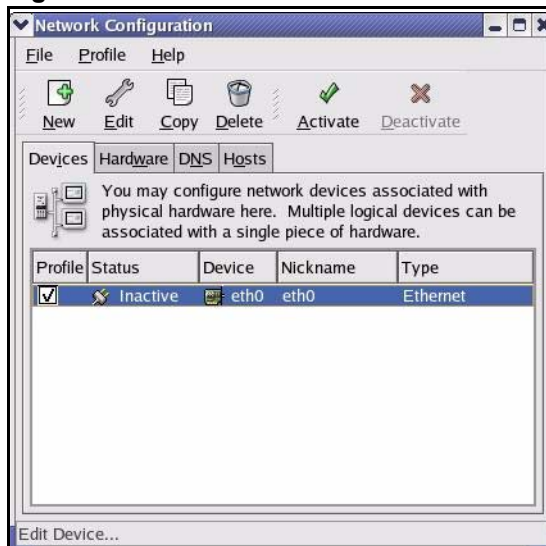 Network Configuration
File Profile Help
New Edit Copy Delete Activate Deactivate
Devices Hardware DNS Hosts
You may configure network devices associated with
physical hardware here. Multiple logical devices can be
associated with a single piece of hardware.
Profile Status Device Nickname Type
Inactive eth0 eth0 Ethernet
Edit Device...